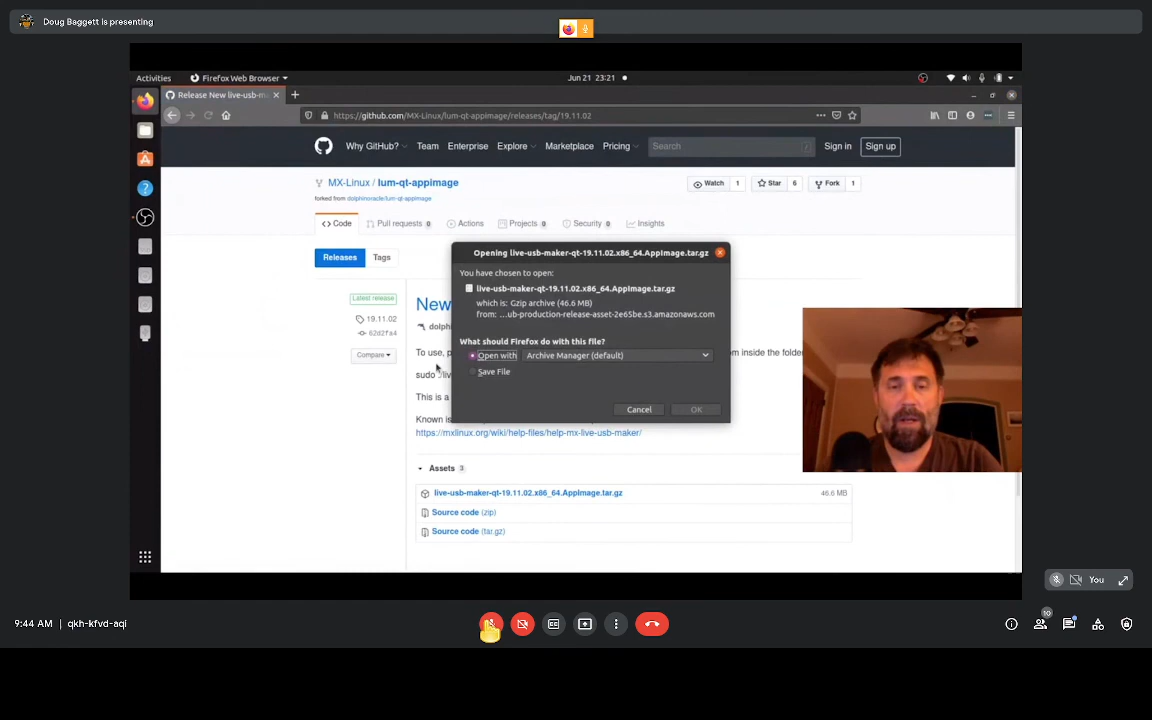 Doug Baggett is presenting
Activities
Firefox Web Browser
Jun 21 23:21
Release New live-usb-m
https://github.com/MX-Linux/lum-qt-appimage/releases/tag/19.11.02
Why GitHub?
Team
Enterprise
Explore
Marketplace
Pricing
Search
/
Sign in
Sign up
MX-Linux / lum-qt-appimage
forked from dolphinoracle/lum-qt-appimage
Watch 1
Star 6
Fork 1
Code
Pull requests 0
Actions
Projects 0
Security 0
Insights
Releases
Tags
Latest release
19.11.02
62d2fa4
Compare
New
dolph
To use, p
om inside the folder
sudo ./liv
This is a
Known is
https://mxlinux.org/wiki/help-files/help-mx-live-usb-maker/
Opening live-usb-maker-qt-19.11.02.x86_64.AppImage.tar.gz
You have chosen to open:
live-usb-maker-qt-19.11.02.x86_64.AppImage.tar.gz
which is: Gzip archive (46.6 MB)
from: ...ub-production-release-asset-2e65be.s3.amazonaws.com
What should Firefox do with this file?
Open with
Archive Manager (default)
Save File
Cancel
OK
Assets 3
live-usb-maker-qt-19.11.02.x86_64.AppImage.tar.gz
46.6 MB
Source code (zip)
Source code (tar.gz)
You
9:44 AM | qkh-kfvd-aqi
10